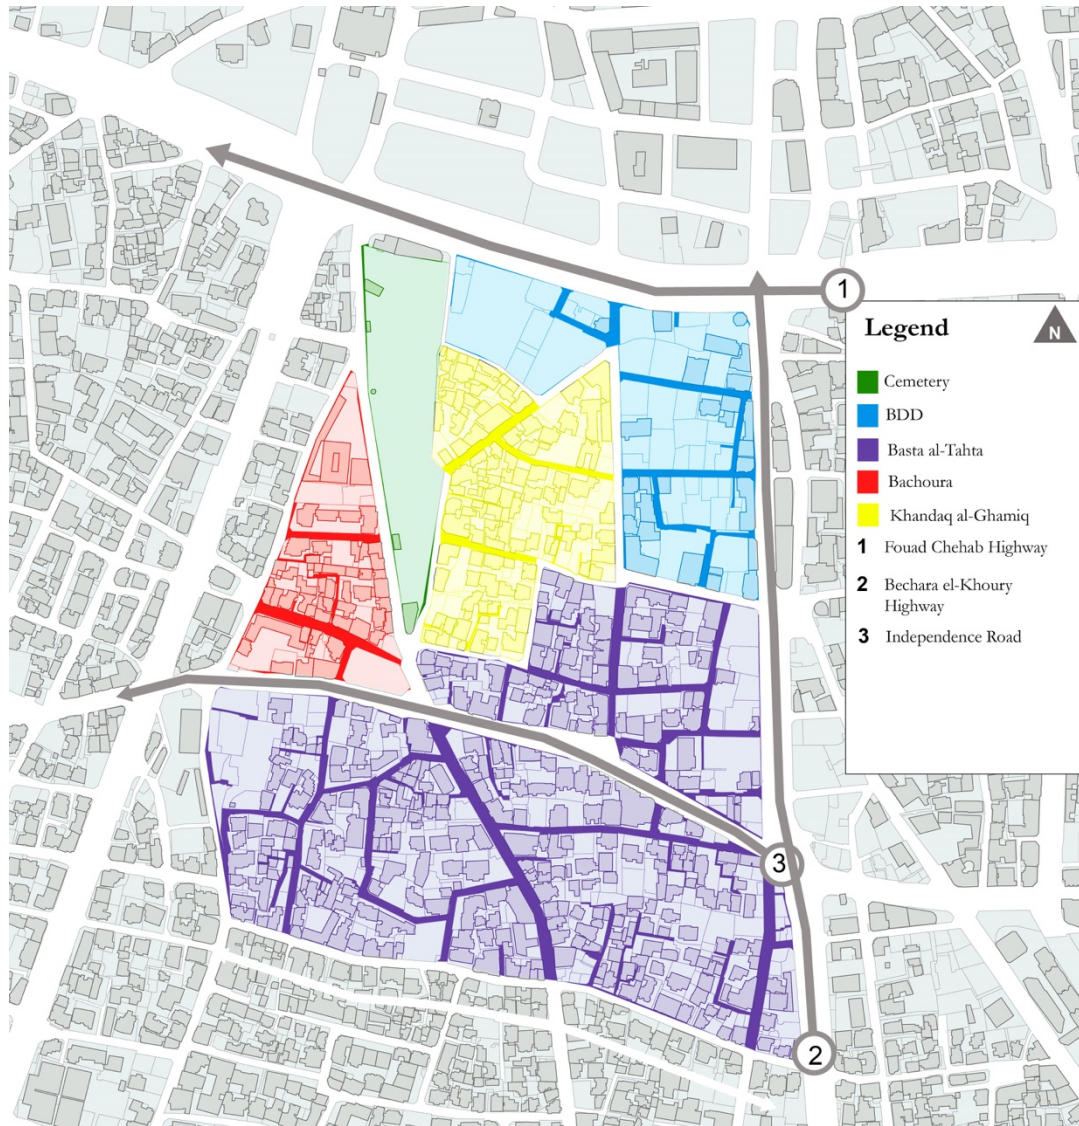 1
Legend
N
Cemetery
BDD
Basta al-Tahta
Bachoura
Khandaq al-Ghamiq
1 Fouad Chehab Highway
2 Bechara el-Khoury
Highway
3 Independence Road
3
2